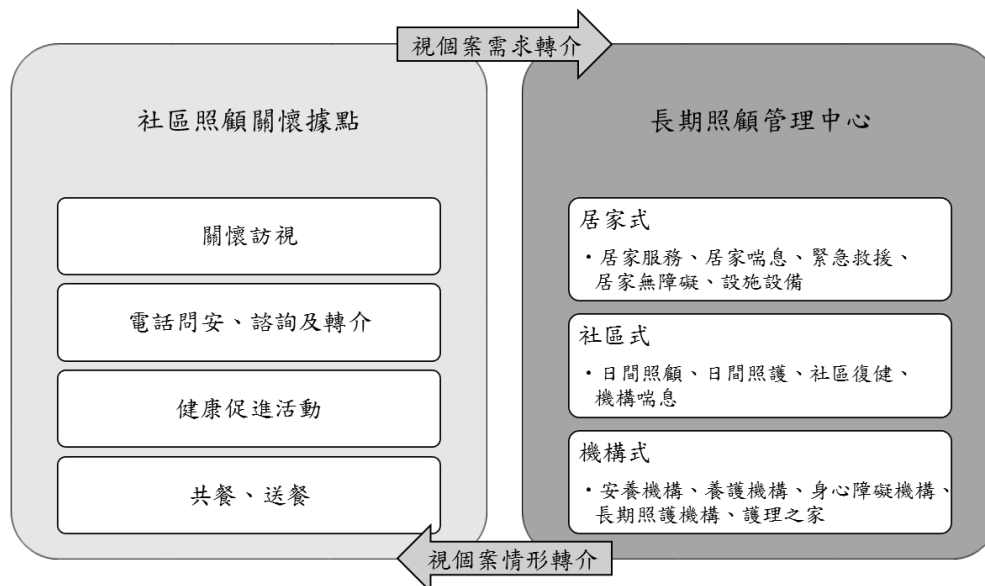 視個案需求轉介
社區照顧關懷據點
關懷訪視
電話問安、諮詢及轉介
健康促進活動
共餐、送餐
長期照顧管理中心
居家式
・居家服務、居家喘息、緊急救援、
居家無障礙、設施設備
社區式
・日間照顧、日間照護、社區復健、
機構喘息
機構式
・安養機構、養護機構、身心障礙機構、
長期照護機構、護理之家
視個案情形轉介